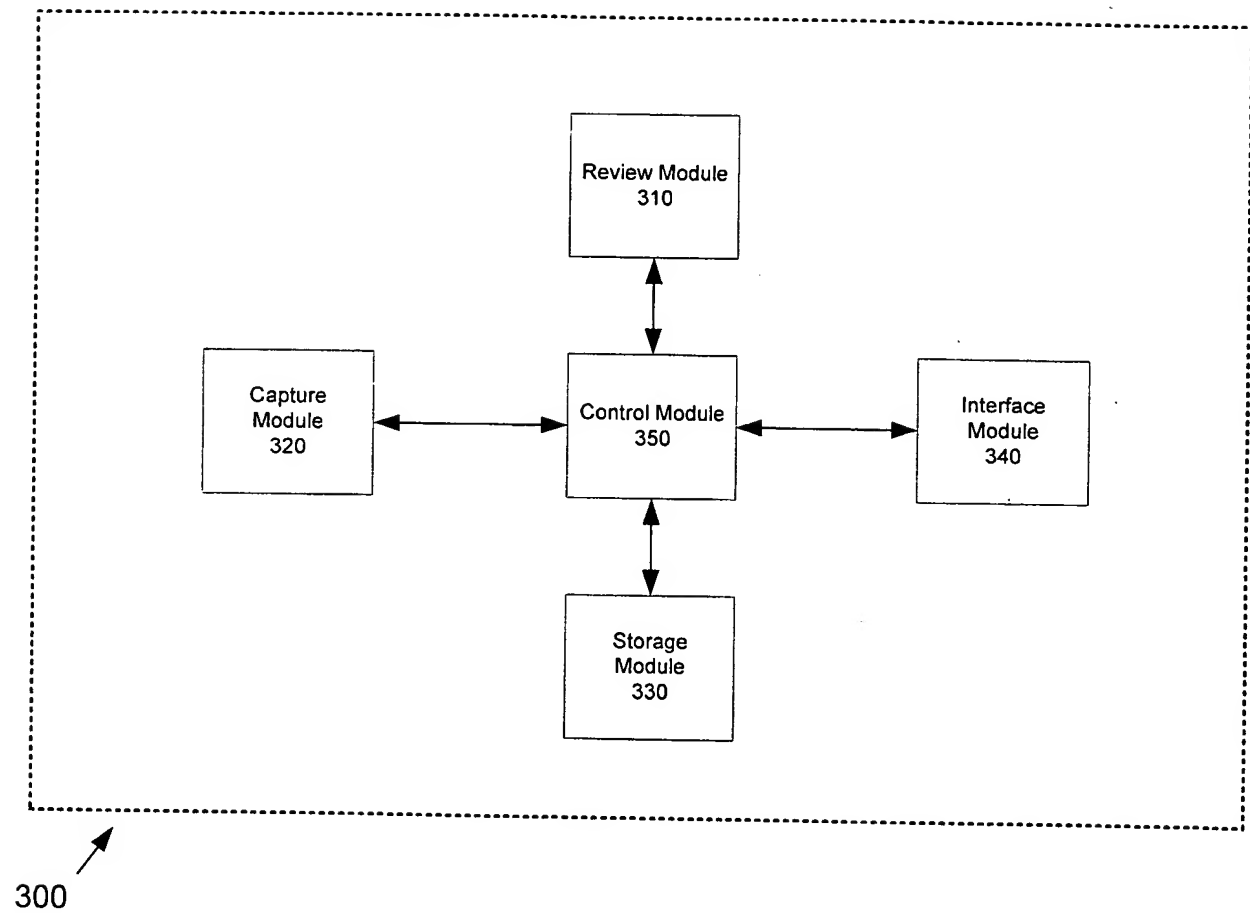 Review Module
310
Capture
Module
320
Control Module
350
Interface
Module
340
Storage
Module
330
300